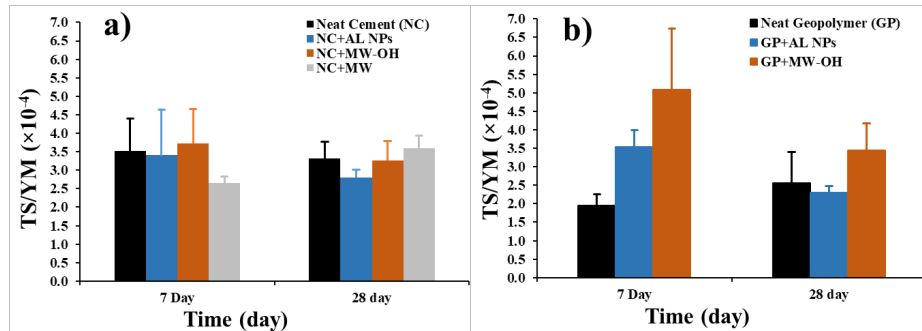 a)
Neat Cement (NC)
NC+AL NPs
NC+MW-OH
NC+MW
TS/YM (×10⁻⁴)
7.0
6.5
6.0
5.5
5.0
4.5
4.0
3.5
3.0
2.5
2.0
1.5
1.0
0.5
0.0
7 Day
28 day
Time (day)
b)
Neat Geopolymer (GP)
GP+AL NPs
GP+MW-OH
TS/YM (×10⁻⁴)
7.0
6.5
6.0
5.5
5.0
4.5
4.0
3.5
3.0
2.5
2.0
1.5
1.0
0.5
0.0
7 Day
28 day
Time (day)